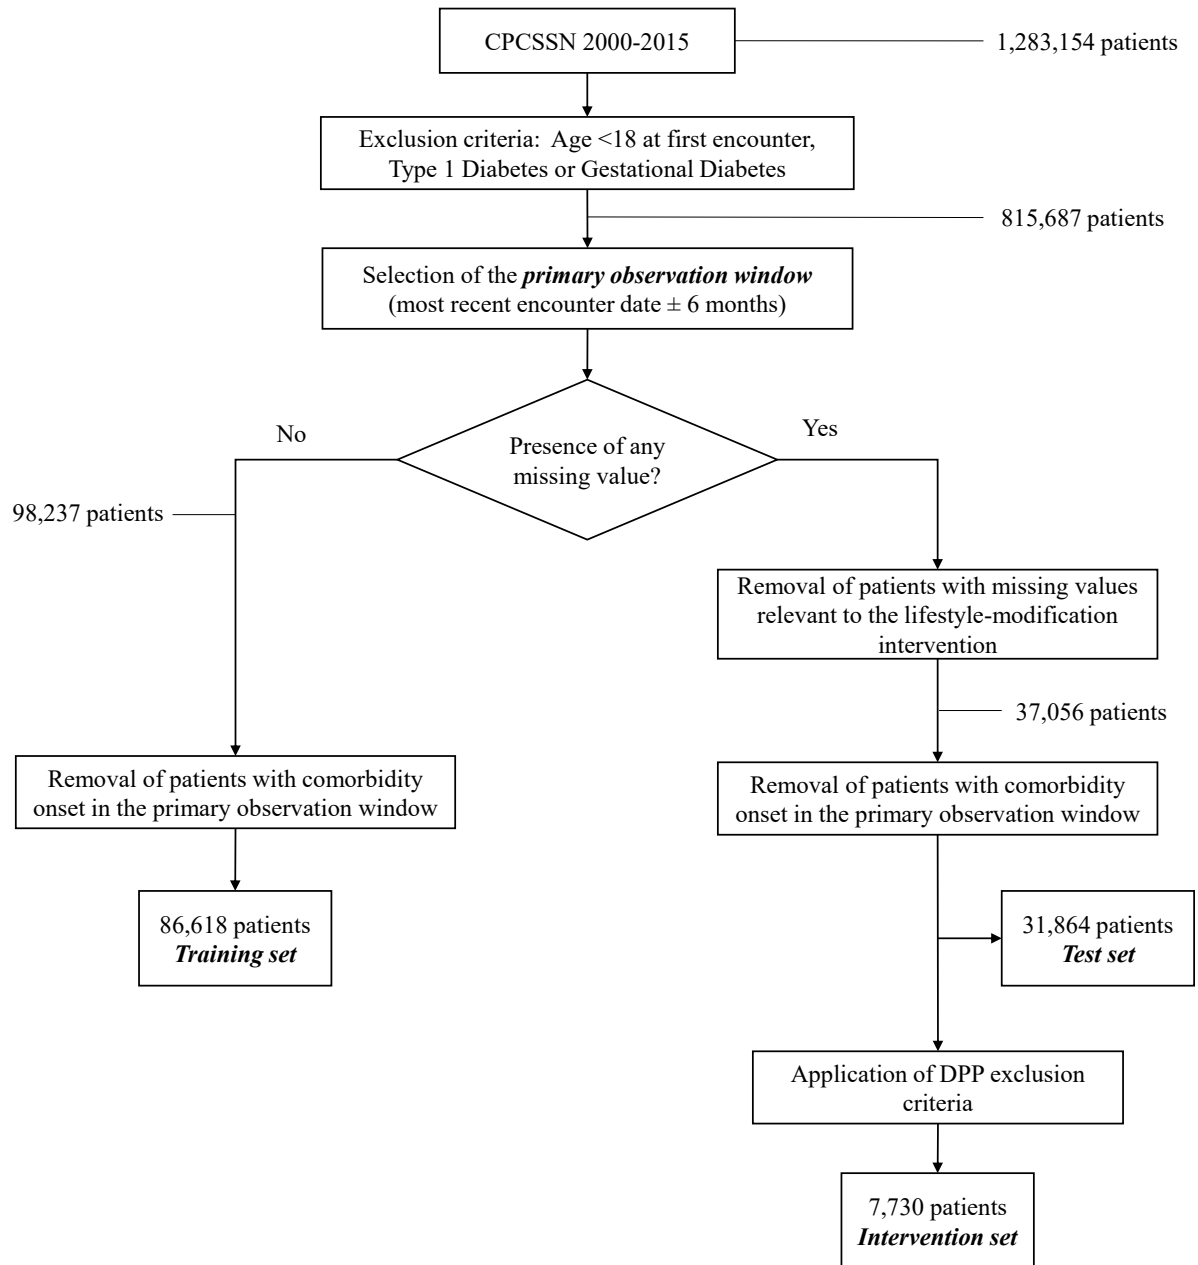 CPCSSN 2000-2015
1,283,154 patients
Exclusion criteria:  Age <18 at first encounter,
Type 1 Diabetes or Gestational Diabetes
815,687 patients
Selection of the primary observation window
(most recent encounter date ± 6 months)
No
Yes
Presence of any
missing value?
98,237 patients
Removal of patients with missing values
relevant to the lifestyle-modification
intervention
37,056 patients
Removal of patients with comorbidity
onset in the primary observation window
Removal of patients with comorbidity
onset in the primary observation window
86,618 patients
Training set
31,864 patients
Test set
Application of DPP exclusion
criteria
7,730 patients
Intervention set